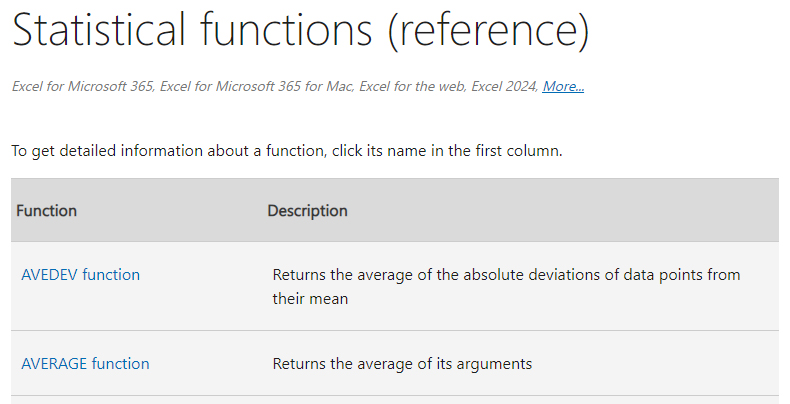 Statistical functions (reference)
Excel for Microsoft 365, Excel for Microsoft 365 for Mac, Excel for the web, Excel 2024, More...
To get detailed information about a function, click its name in the first column.
Function Description
AVEDEV function Returns the average of the absolute deviations of data points from
their mean
AVERAGE function Returns the average of its arguments